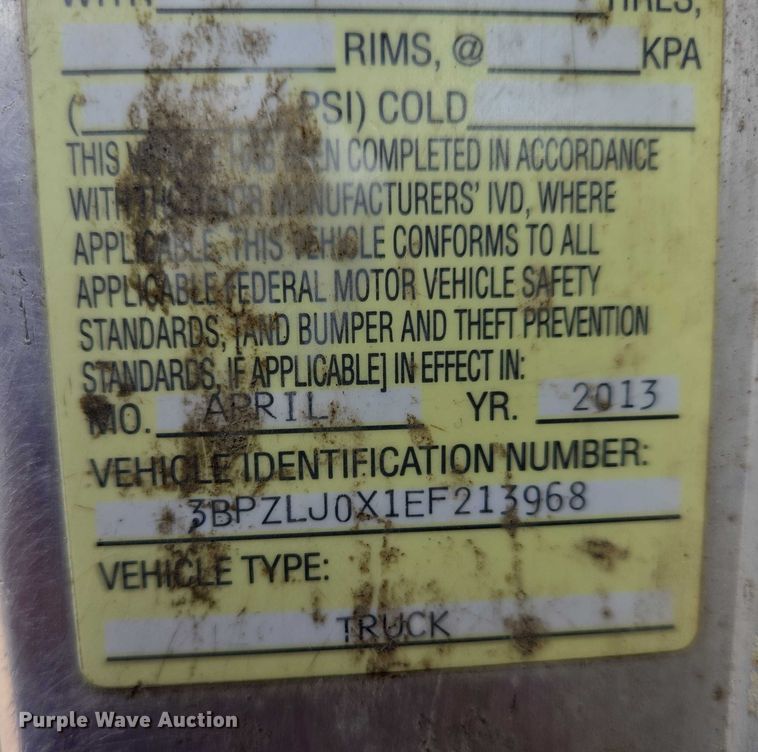 RIMS, @ KPA
( PSI) COLD
THIS HAS COMPLETED IN ACCORDANCE
WITH MANUFACTURERS' IVD, WHERE
APPLICABLE THIS VEHICLE CONFORMS TO ALL
APPLICABLE FEDERAL MOTOR VEHICLE SAFETY
STANDARDS, [AND BUMPER AND THEFT PREVENTION
STANDARDS, IF APPLICABLE] IN EFFECT IN:
MO. APRIL YR. 2013
VEHICLE IDENTIFICATION NUMBER:
3BPZLJ0X1EF213968
VEHICLE TYPE:
TRUCK
Purple Wave Auction